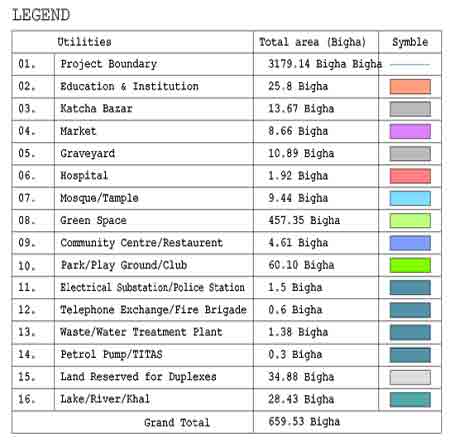 LEGEND
Utilities Total area (Bigha) Symble
01. Project Boundary 3179.14 Bigha Bigha
02. Education & Institution 25.8 Bigha
03. Katcha Bazar 13.67 Bigha
04. Market 8.66 Bigha
05. Graveyard 10.89 Bigha
06. Hospital 1.92 Bigha
07. Mosque/Tample 9.44 Bigha
08. Green Space 457.35 Bigha
09. Community Centre/Restaurent 4.61 Bigha
10. Park/Play Ground/Club 60.10 Bigha
11. Electrical Substation/Police Station 1.5 Bigha
12. Telephone Exchange/Fire Brigade 0.6 Bigha
13. Waste/Water Treatment Plant 1.38 Bigha
14. Petrol Pump/TITAS 0.3 Bigha
15. Land Reserved for Duplexes 34.88 Bigha
16. Lake/River/Khal 28.43 Bigha
Grand Total 659.53 Bigha